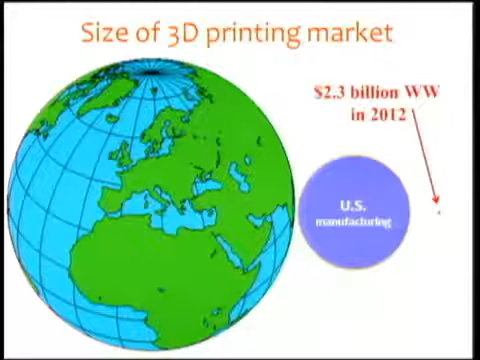 Size of 3D printing market
$2.3 billion WW
in 2012
U.S.
manufacturing